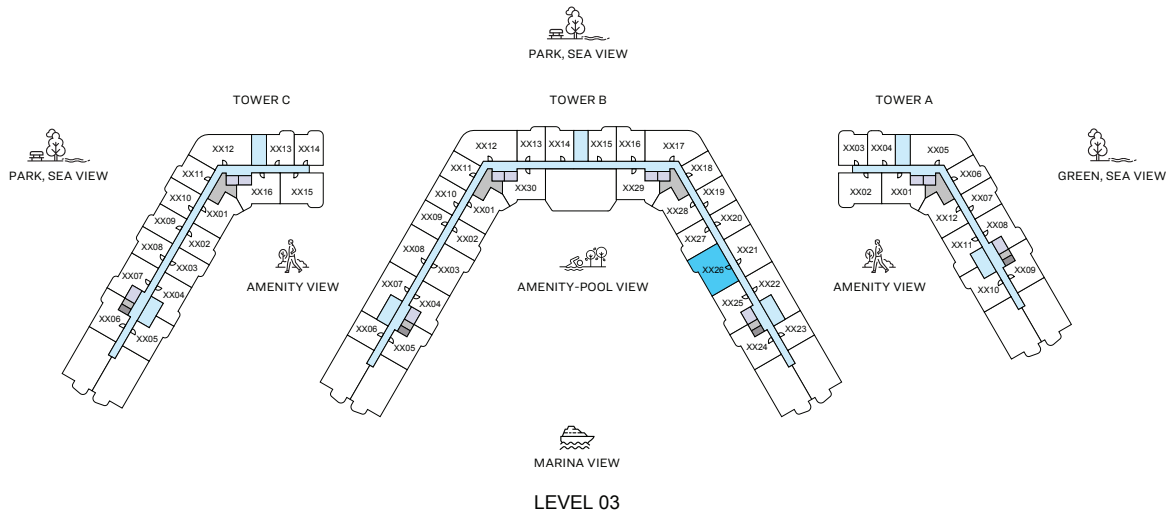 PARK, SEA VIEW
TOWER C
TOWER B
TOWER A
PARK, SEA VIEW
GREEN, SEA VIEW
XX12
XX13
XX14
XX11
XX16
XX15
XX10
XX01
XX09
XX02
XX08
XX03
XX07
XX04
XX06
XX05
AMENITY VIEW
XX12
XX13
XX14
XX15
XX16
XX17
XX11
XX30
XX29
XX18
XX10
XX01
XX28
XX19
XX09
XX02
XX27
XX20
XX08
XX03
XX26
XX21
XX07
XX04
XX25
XX22
XX06
XX05
XX24
XX23
AMENITY-POOL VIEW
AMENITY VIEW
XX03
XX04
XX05
XX02
XX01
XX06
XX12
XX07
XX11
XX08
XX10
XX09
MARINA VIEW
LEVEL 03